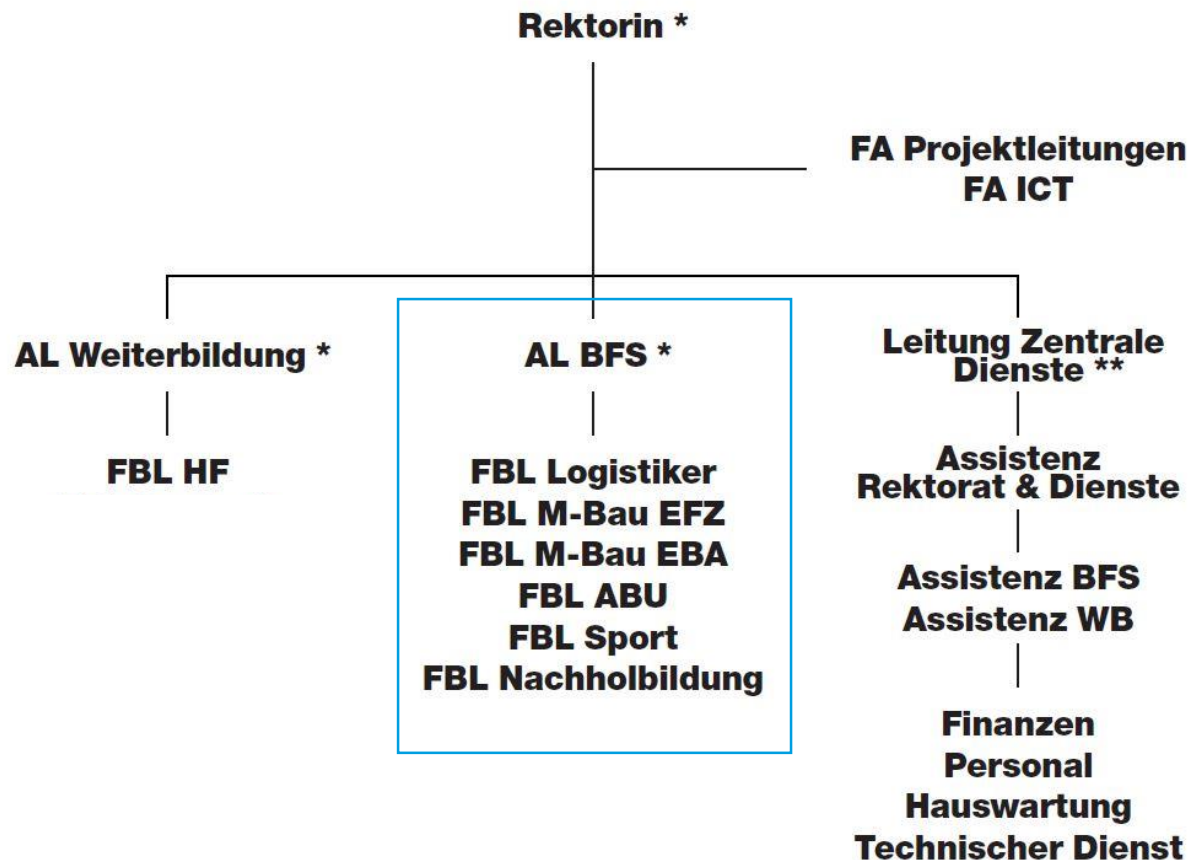 Rektorin *
FA Projektleitungen
FA ICT
AL Weiterbildung *
FBL HF
AL BFS *
FBL Logistiker
FBL M-Bau EFZ
FBL M-Bau EBA
FBL ABU
FBL Sport
FBL Nachholbildung
Leitung Zentrale
Dienste **
Assistenz
Rektorat & Dienste
Assistenz BFS
Assistenz WB
Finanzen
Personal
Hauswartung
Technischer Dienst